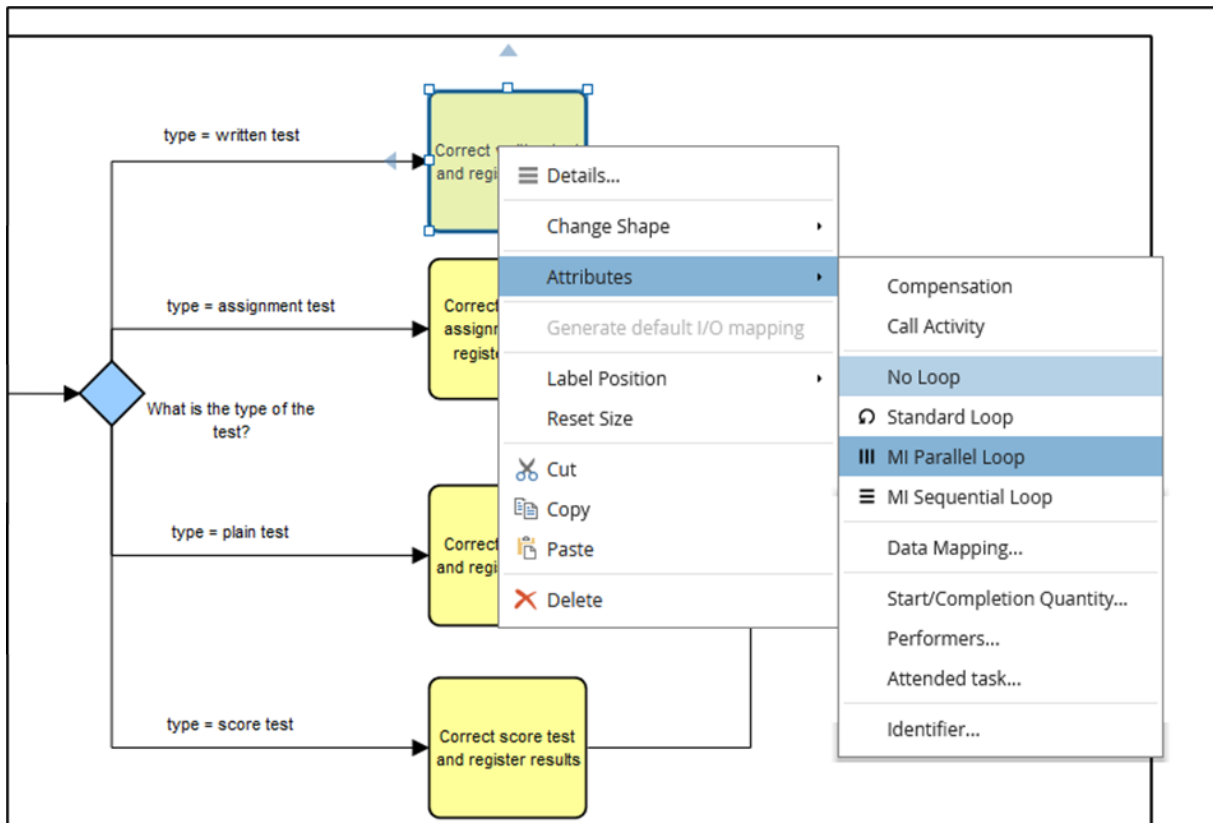 type = written test
Correct
and regi
Details...
Change Shape
Attributes
Compensation
Call Activity
type = assignment test
Correct
assignm
registe
Generate default I/O mapping
No Loop
Label Position
Standard Loop
What is the type of the
test?
Reset Size
MI Parallel Loop
Cut
MI Sequential Loop
Copy
type = plain test
Correct
and regi
Paste
Data Mapping...
Delete
Start/Completion Quantity...
Performers...
Attended task...
type = score test
Correct score test
and register results
Identifier...